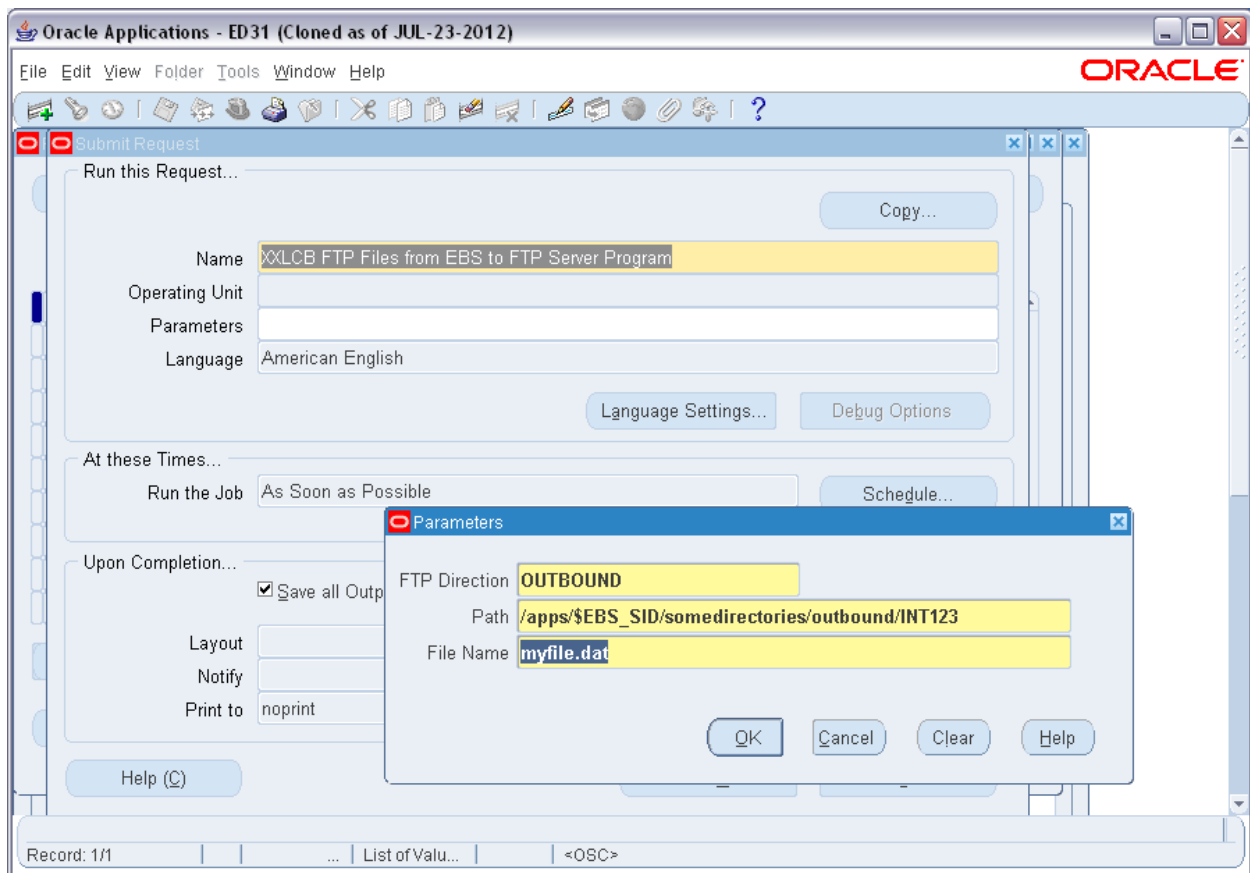 Oracle Applications - ED31 (Cloned as of JUL-23-2012)
File Edit View Folder Tools Window Help
ORACLE
Submit Request
Run this Request...
Copy...
Name XXLCB FTP Files from EBS to FTP Server Program
Operating Unit
Parameters
Language American English
Language Settings... Debug Options
At these Times...
Run the Job As Soon as Possible Schedule...
Parameters
Upon Completion...
FTP Direction OUTBOUND
Save all Outp
Path /apps/$EBS_SID/somedirectories/outbound/INT123
Layout
File Name myfile.dat
Notify
Print to noprint
OK Cancel Clear Help
Help (C)
Record: 1/1 ... List of Valu... <OSC>